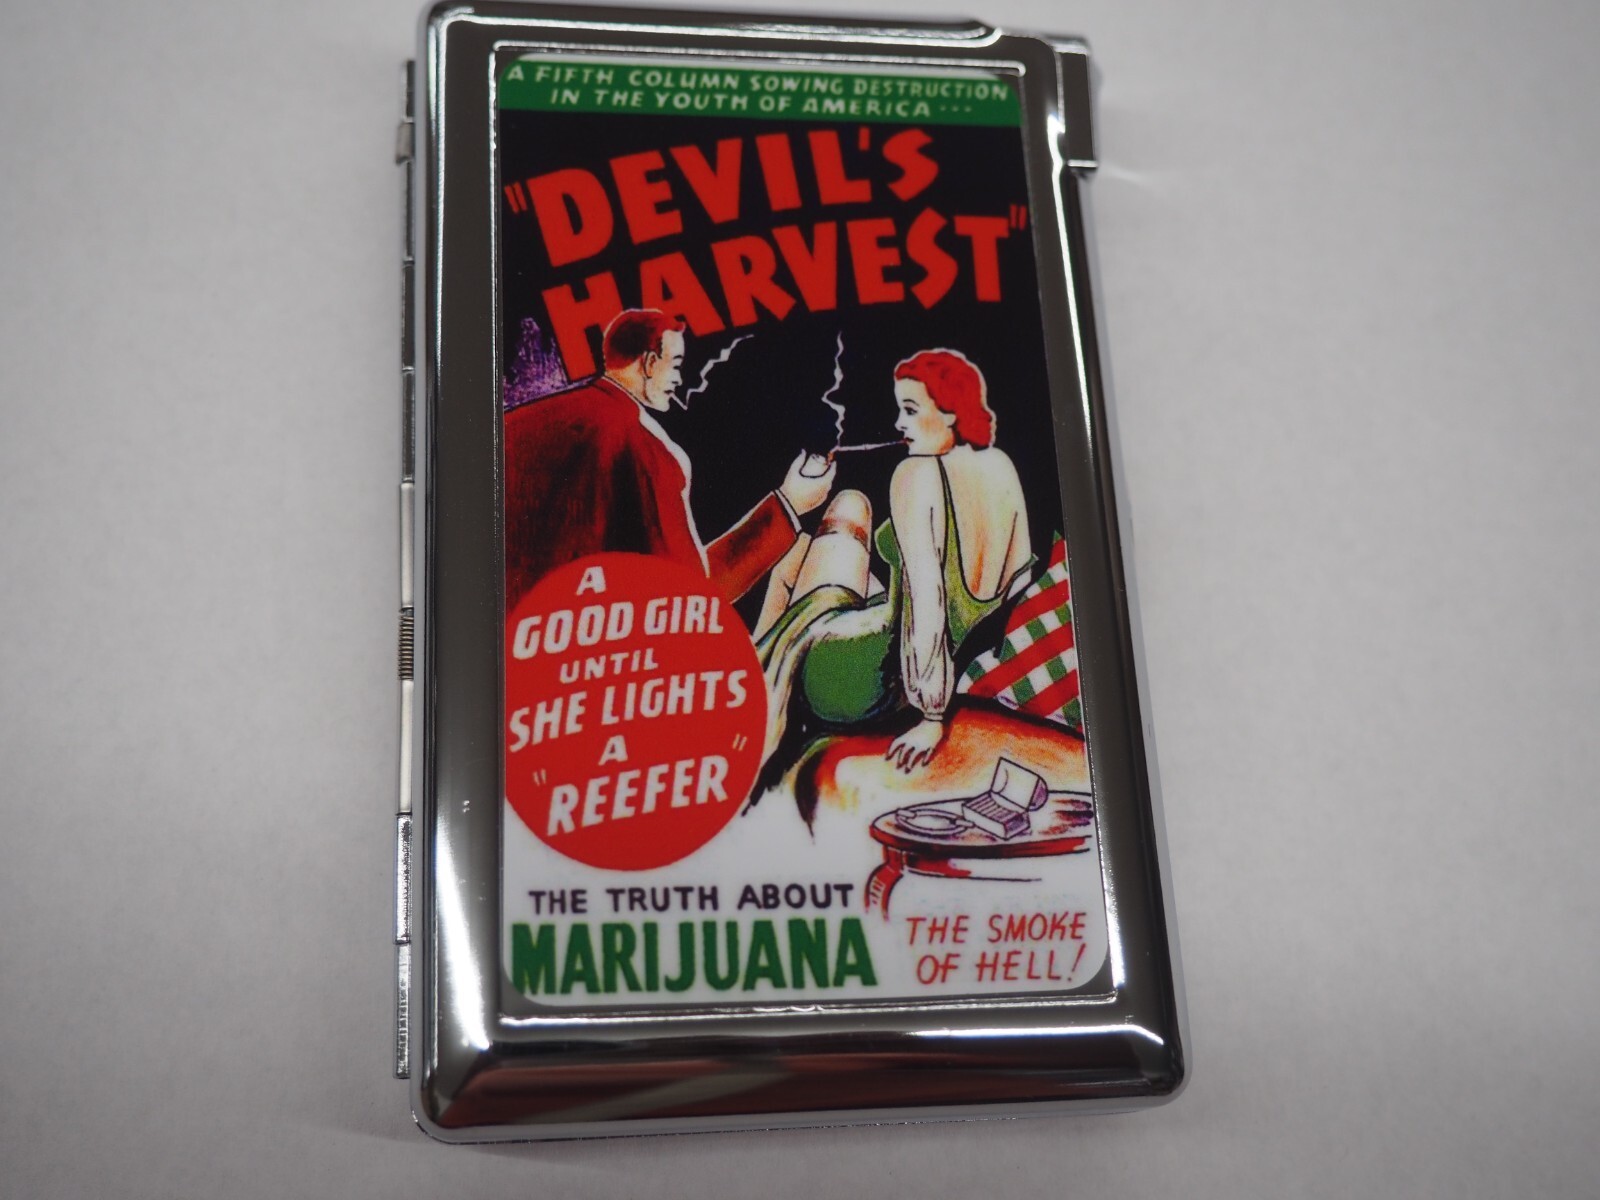 A FIFTH COLUMN SOWING DESTRUCTION
IN THE YOUTH OF AMERICA...
"DEVIL'S
HARVEST"
A
GOOD GIRL
UNTIL
SHE LIGHTS
A
"REEFER"
THE TRUTH ABOUT
MARIJUANA
THE SMOKE
OF HELL!